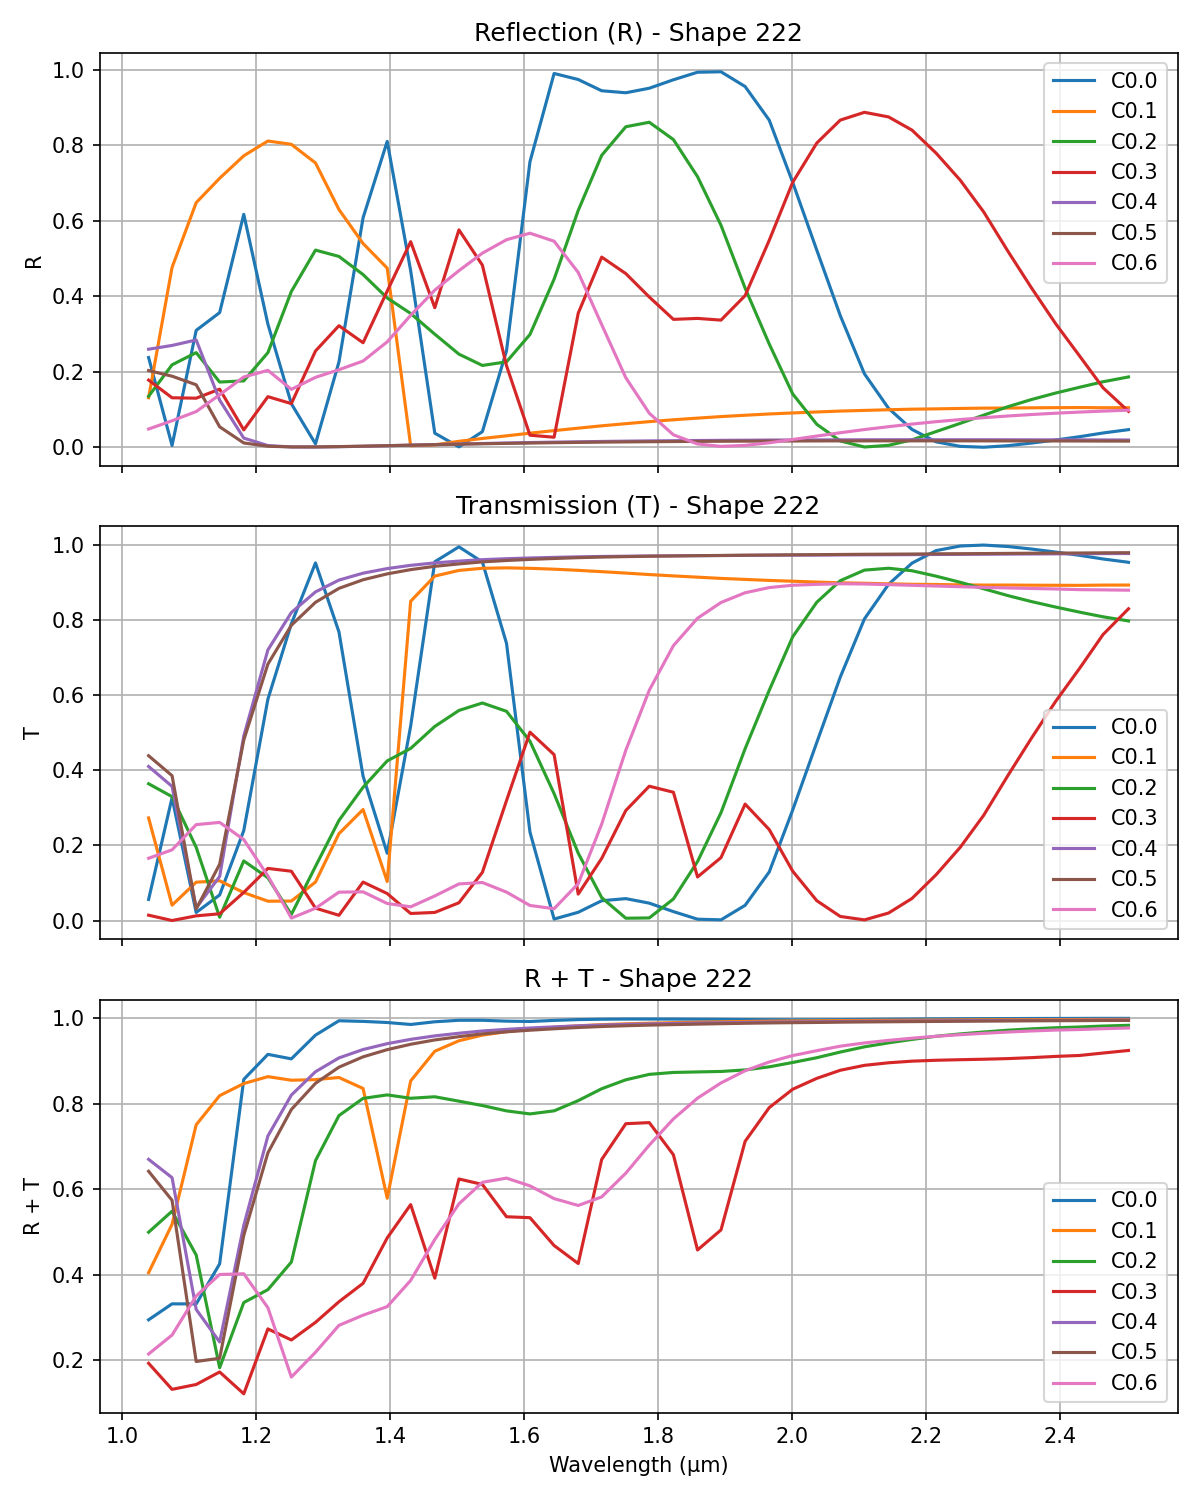 Reflection (R) - Shape 222
1.0
0.8
0.6
0.4
0.2
0.0
R
C0.0
C0.1
C0.2
C0.3
C0.4
C0.5
C0.6
Transmission (T) - Shape 222
1.0
0.8
0.6
0.4
0.2
0.0
T
C0.0
C0.1
C0.2
C0.3
C0.4
C0.5
C0.6
R + T - Shape 222
1.0
0.8
0.6
0.4
0.2
R + T
C0.0
C0.1
C0.2
C0.3
C0.4
C0.5
C0.6
1.0 1.2 1.4 1.6 1.8 2.0 2.2 2.4
Wavelength (μm)